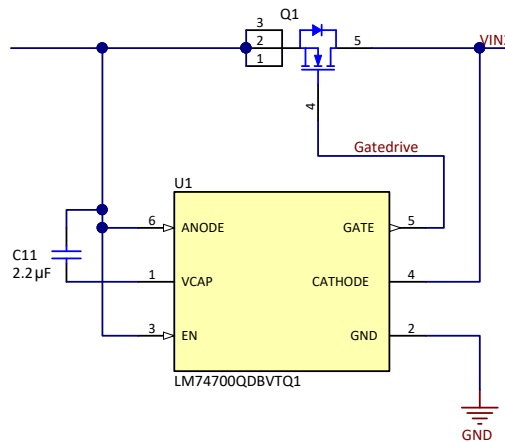 Q1
3
2
1
5
VIN2
4
Gatedrive
U1
6
ANODE
GATE
5
C11
2.2µF
1
VCAP
CATHODE
4
3
EN
GND
2
LM74700QDBVTQ1
GND